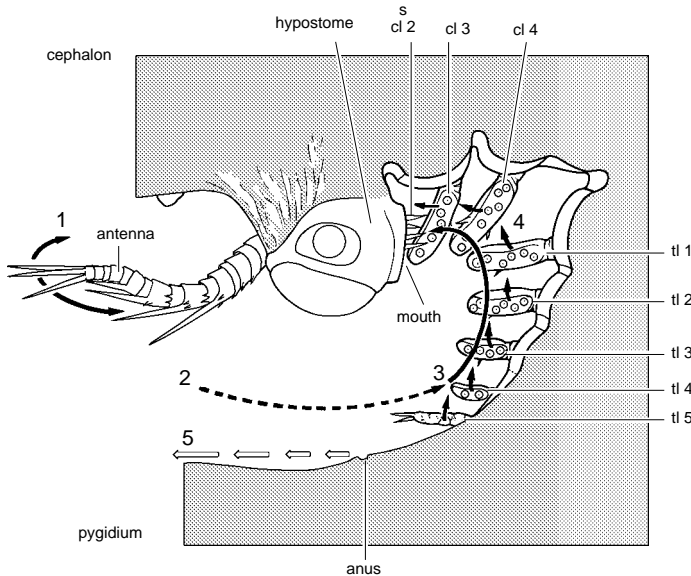 s
hypostome cl 2 cl 3 cl 4
cephalon
1
antenna
4
tl 1
mouth
tl 2
tl 3
2
3
tl 4
tl 5
5
pygidium
anus